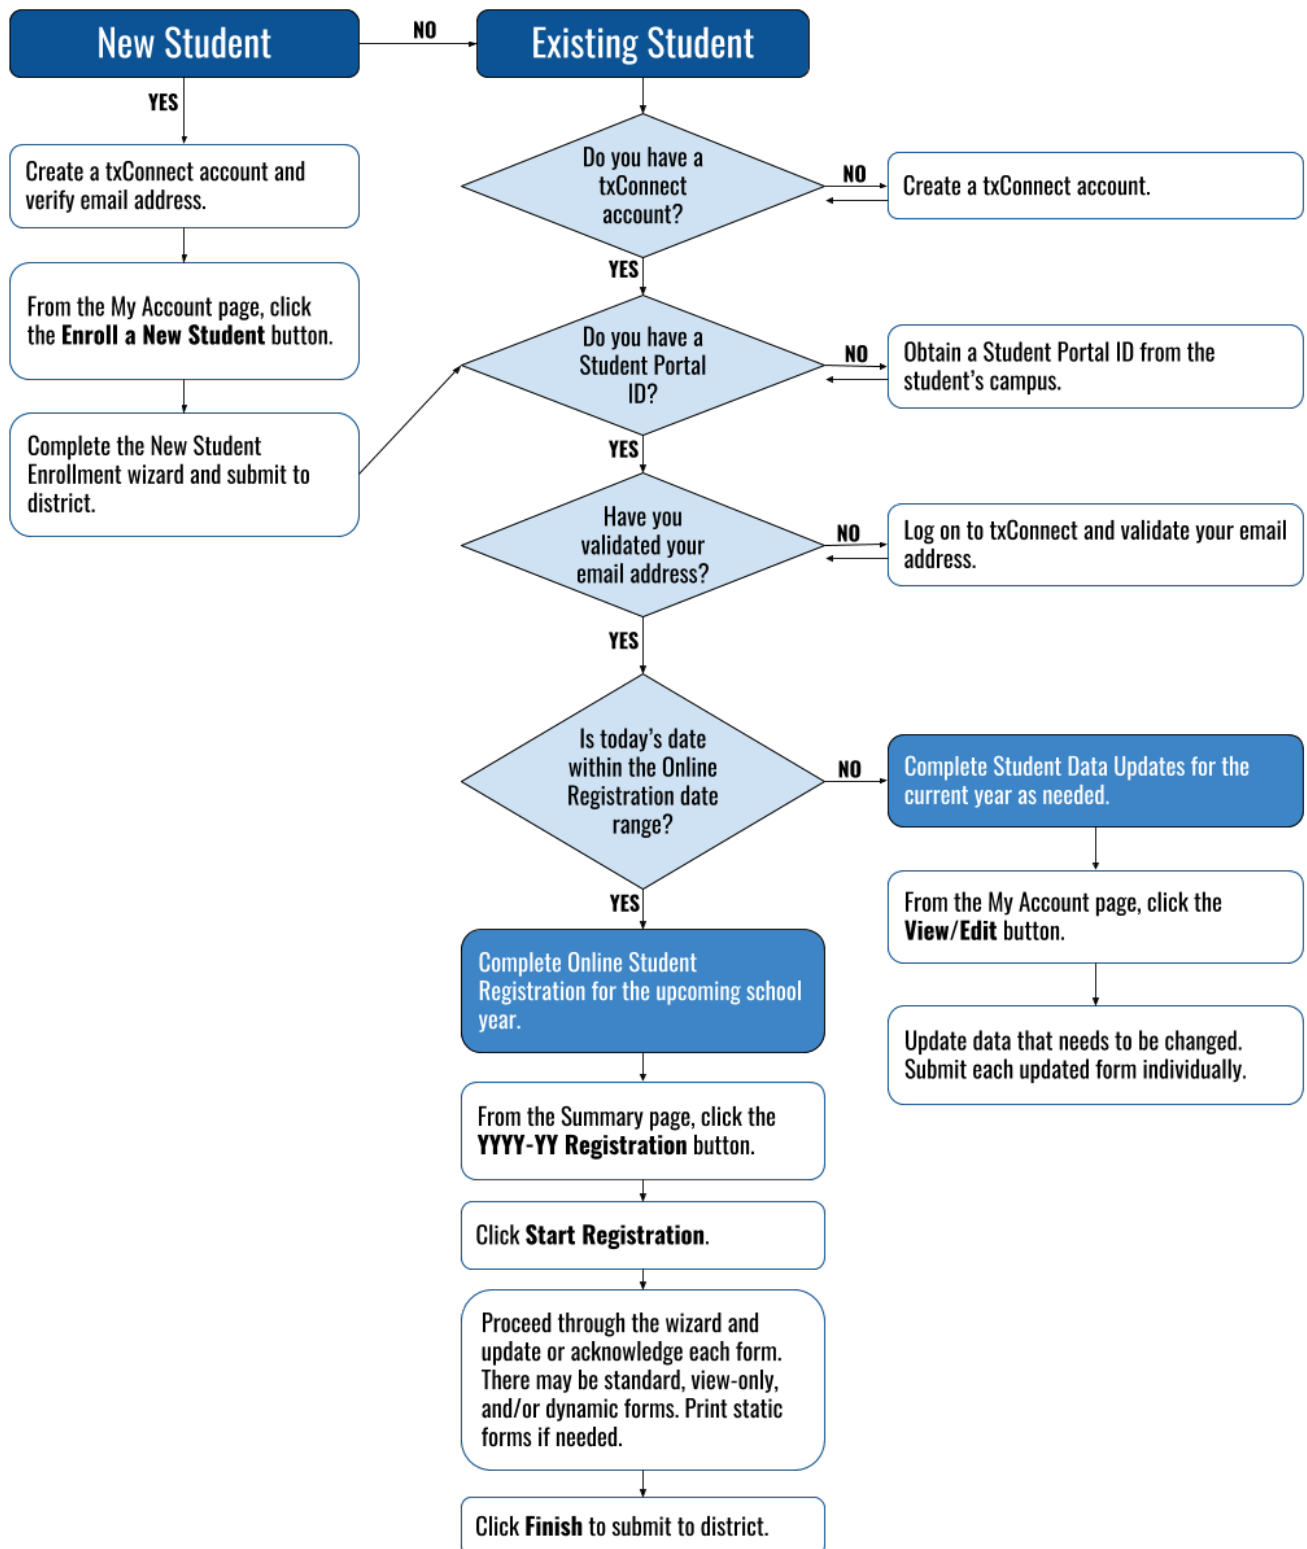 New Student
NO
Existing Student
YES
Create a txConnect account and
verify email address.
From the My Account page, click
the Enroll a New Student button.
Complete the New Student
Enrollment wizard and submit to
district.
Do you have a
txConnect
account?
NO
Create a txConnect account.
YES
Do you have a
Student Portal
ID?
NO
Obtain a Student Portal ID from the
student's campus.
YES
Have you
validated your
email address?
NO
Log on to txConnect and validate your email
address.
YES
Is today's date
within the Online
Registration date
range?
NO
Complete Student Data Updates for the
current year as needed.
From the My Account page, click the
View/Edit button.
Update data that needs to be changed.
Submit each updated form individually.
YES
Complete Online Student
Registration for the upcoming school
year.
From the Summary page, click the
YYYY-YY Registration button.
Click Start Registration.
Proceed through the wizard and
update or acknowledge each form.
There may be standard, view-only,
and/or dynamic forms. Print static
forms if needed.
Click Finish to submit to district.